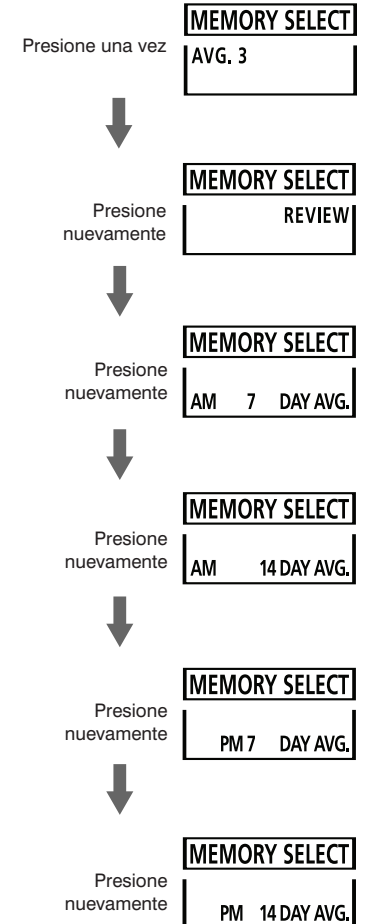 MEMORY SELECT
Presione una vez
AVG. 3
MEMORY SELECT
Presione
nuevamente
REVIEW
MEMORY SELECT
Presione
nuevamente
AM 7 DAY AVG.
MEMORY SELECT
Presione
nuevamente
AM 14 DAY AVG.
MEMORY SELECT
Presione
nuevamente
PM 7 DAY AVG.
MEMORY SELECT
Presione
nuevamente
PM 14 DAY AVG.